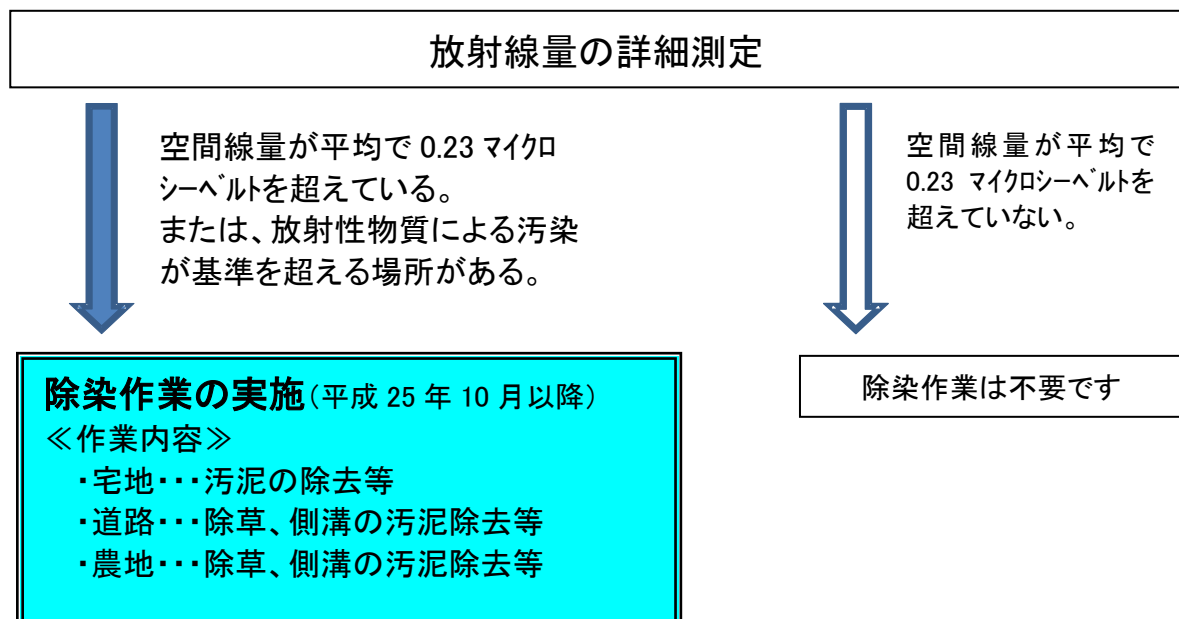 放射線量の詳細測定
空間線量が平均で 0.23 マイクロ
シーベルトを超えている。
または、放射性物質による汚染
が基準を超える場所がある。
空間線量が平均で
0.23 マイクロシーベルトを
超えていない。
除染作業の実施(平成 25 年 10 月以降)
≪作業内容≫
・宅地・・・汚泥の除去等
・道路・・・除草、側溝の汚泥除去等
・農地・・・除草、側溝の汚泥除去等
除染作業は不要です